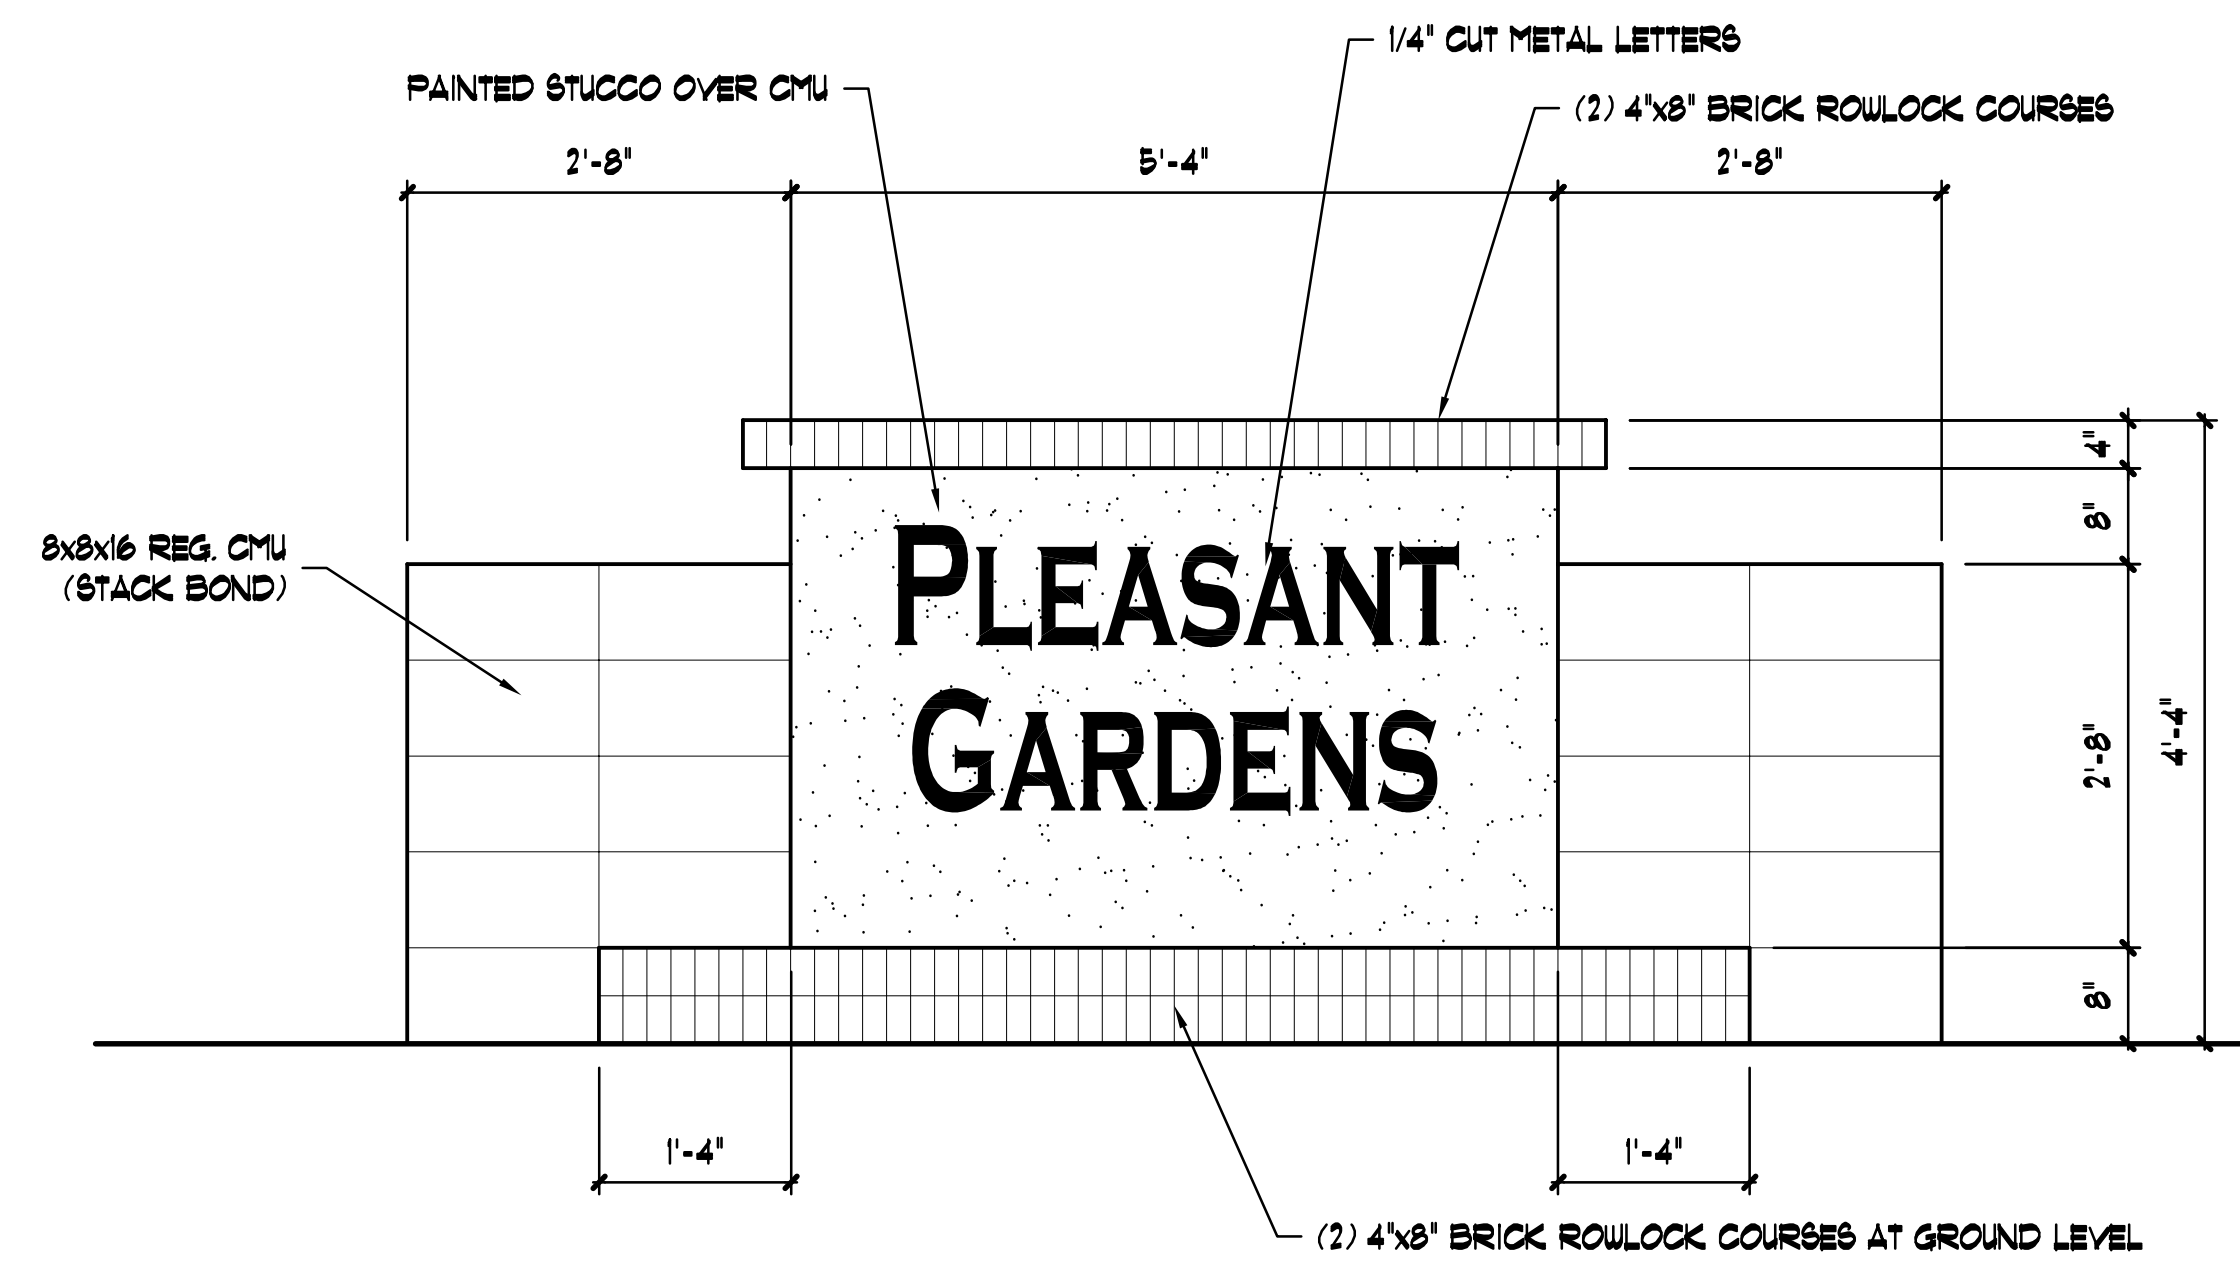 1/4" CUT METAL LETTERS
PAINTED STUCCO OVER CMU
(2) 4"x8" BRICK ROWLOCK COURSES
2'-8"
5'-4"
2'-8"
4"
8"
8x8x16 REG. CMU
(STACK BOND)
PLEASANT
GARDENS
2'-8"
4'-4"
8"
1'-4"
1'-4"
(2) 4"x8" BRICK ROWLOCK COURSES AT GROUND LEVEL